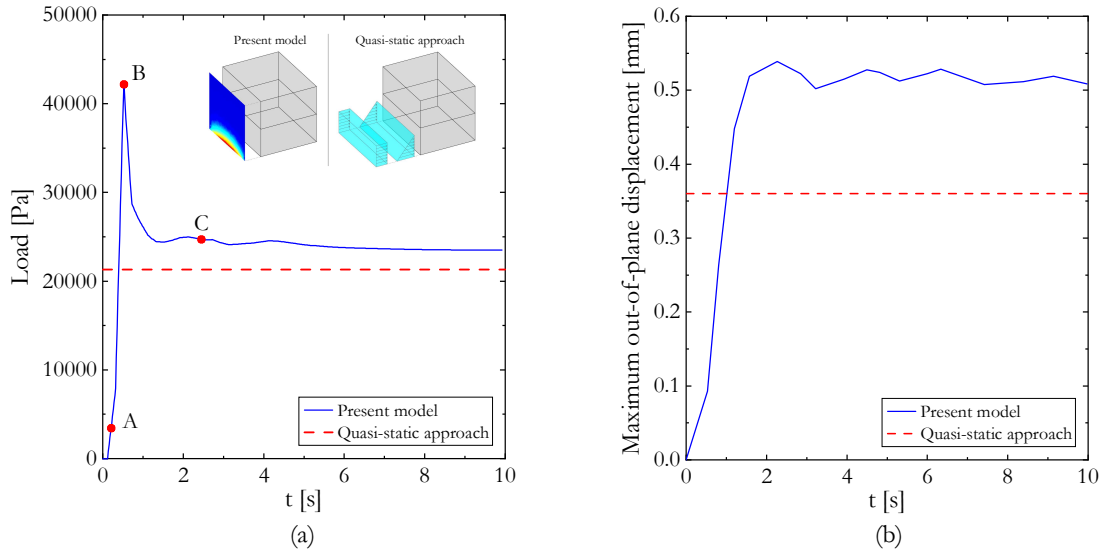 50000
40000
30000
20000
10000
0
Load [Pa]
0
2
4
6
8
10
t [s]
A
B
C
Present model
Quasi-static approach
Present model
Quasi-static approach
(a)
0.6
0.5
0.4
0.3
0.2
0.1
0.0
Maximum out-of-plane displacement [mm]
0
2
4
6
8
10
t [s]
Present model
Quasi-static approach
(b)